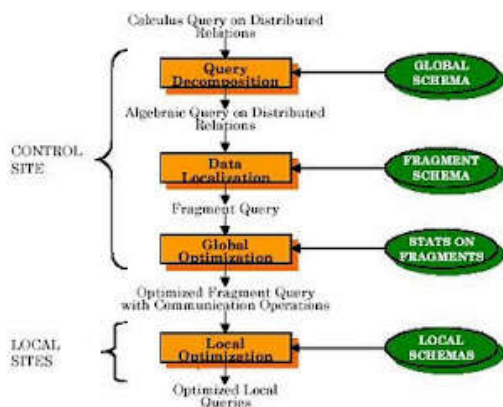 Calculus Query on Distributed
Relations
Query
Decomposition
GLOBAL
SCHEMA
Algebraic Query on Distributed
Relations
CONTROL
SITE
Data
Localization
FRAGMENT
SCHEMA
Fragment Query
Global
Optimization
STATS ON
FRAGMENTS
Optimized Fragment Query
with Communication Operations
LOCAL
SITES
Local
Optimization
LOCAL
SCHEMAS
Optimized Local
Queries